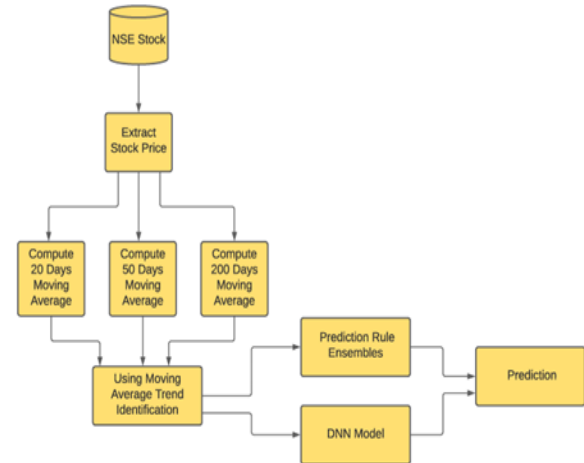 NSE Stock
Extract
Stock Price
Compute
20 Days
Moving
Average
Compute
50 Days
Moving
Average
Compute
200 Days
Moving
Average
Using Moving
Average Trend
Identification
Prediction Rule
Ensembles
DNN Model
Prediction